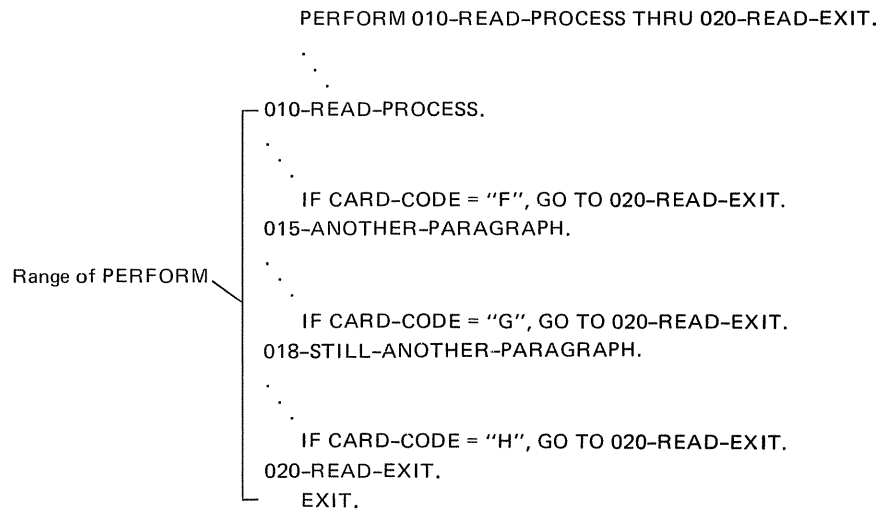 PERFORM 010–READ–PROCESS THRU 020–READ–EXIT.
.
.
.
010–READ–PROCESS.
.
.
.
IF CARD–CODE = "F", GO TO 020–READ–EXIT.
015–ANOTHER–PARAGRAPH.
.
.
.
Range of PERFORM
IF CARD–CODE = "G", GO TO 020–READ–EXIT.
018–STILL–ANOTHER–PARAGRAPH.
.
.
.
IF CARD–CODE = "H", GO TO 020–READ–EXIT.
020–READ–EXIT.
EXIT.